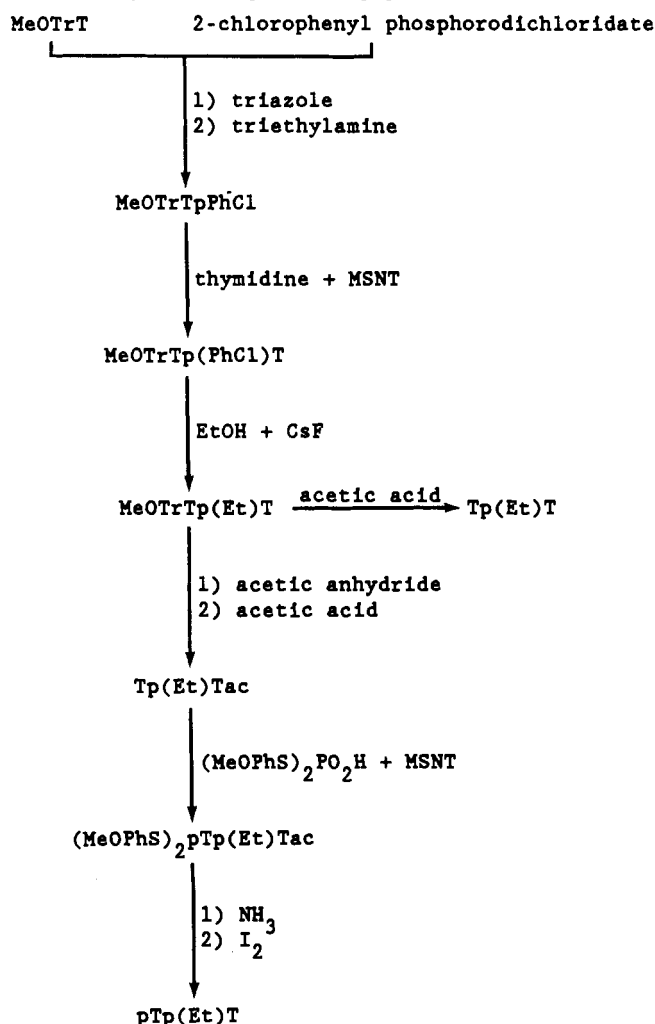 MeOTrT 2-chlorophenyl phosphorodichloridate
1) triazole
2) triethylamine
MeOTrTpPhCl
thymidine + MSNT
MeOTrTp(PhCl)T
EtOH + CsF
MeOTrTp(Et)T acetic acid Tp(Et)T
1) acetic anhydride
2) acetic acid
Tp(Et)Tac
(MeOPhS)2PO2H + MSNT
(MeOPhS)2pTp(Et)Tac
1) NH3
2) I2
pTp(Et)T